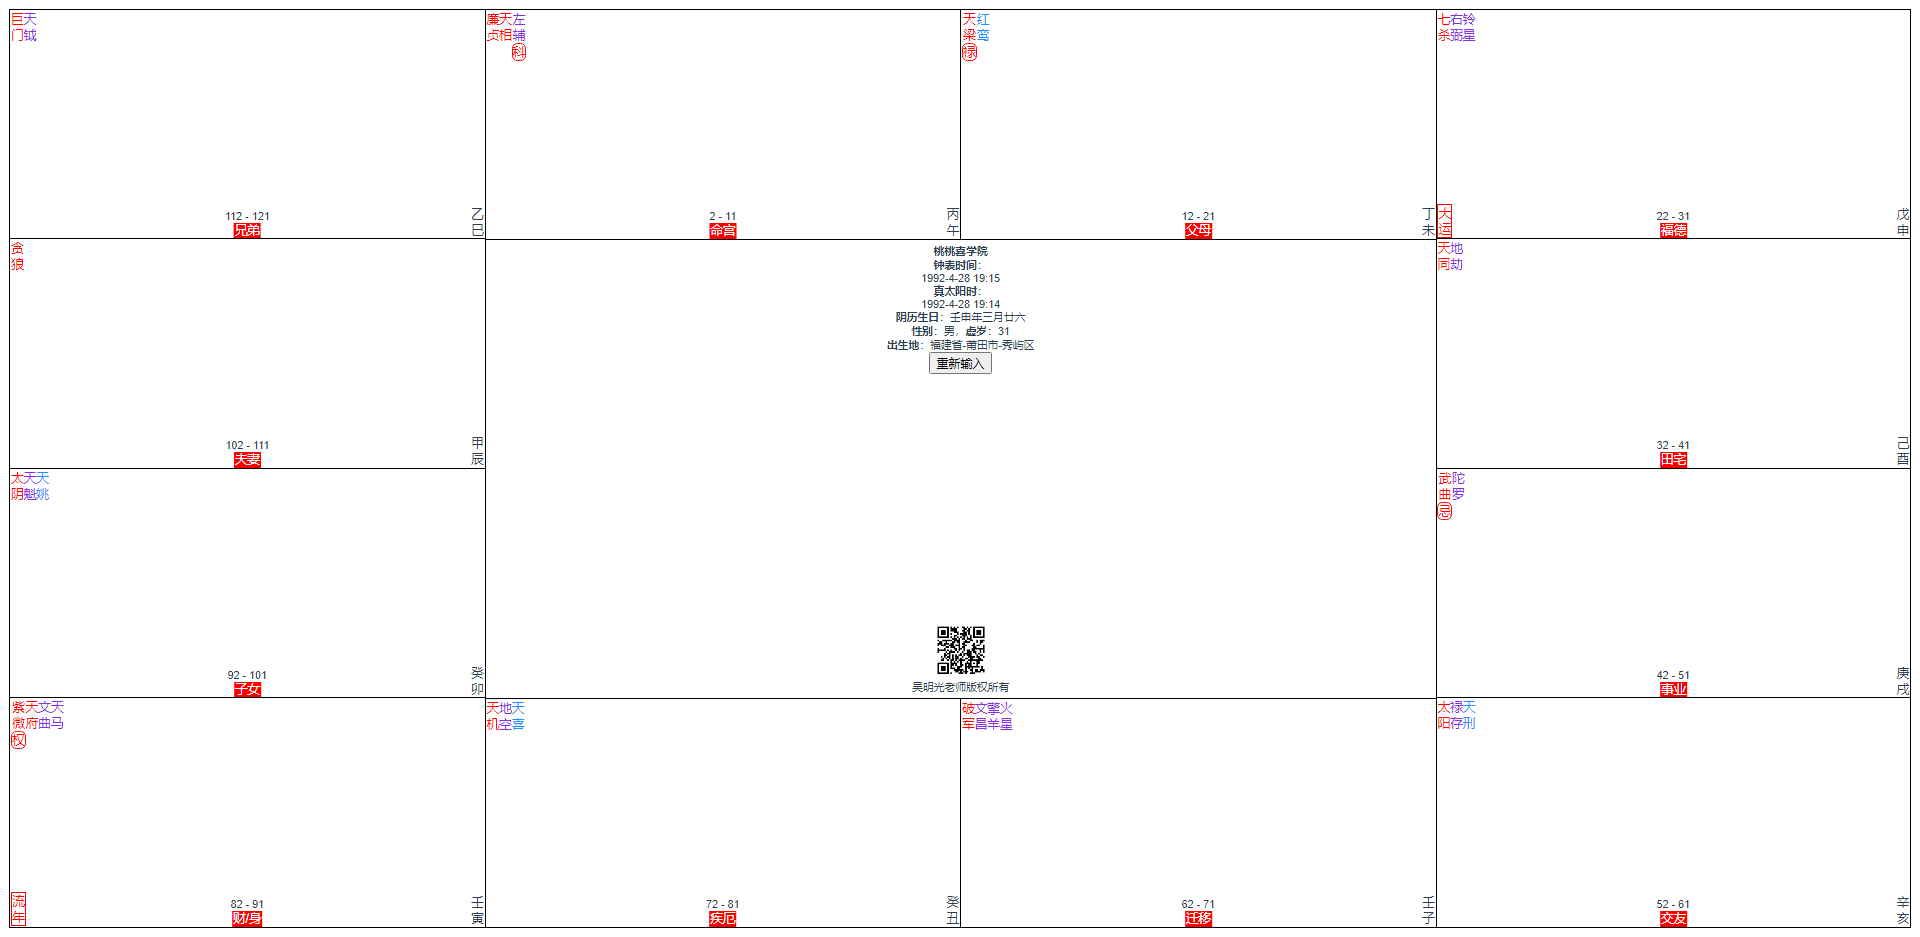 巨天
门钺
112 - 121
兄弟
乙
巳
廉天左
贞相辅
科
2 - 11
命宫
丙
午
天红
梁鸾
禄
12 - 21
父母
丁
未
七右铃
杀弼星
大
运
22 - 31
福德
戊
申
贪
狼
102 - 111
夫妻
甲
辰
桃桃喜学院
钟表时间：
1992-4-28 19:15
真太阳时：
1992-4-28 19:14
阴历生日：壬申年三月廿六
性别：男，虚岁：31
出生地：福建省-莆田市-秀屿区
重新输入
吴明光老师版权所有
天地
同劫
32 - 41
田宅
己
酉
太天天
阴魁姚
92 - 101
子女
癸
卯
武陀
曲罗
忌
42 - 51
事业
庚
戌
紫天文天
微府曲马
权
流
年
82 - 91
财/身
壬
寅
天地天
机空喜
72 - 81
疾厄
癸
丑
破文擎火
军昌羊星
62 - 71
迁移
壬
子
太禄天
阳存刑
52 - 61
交友
辛
亥